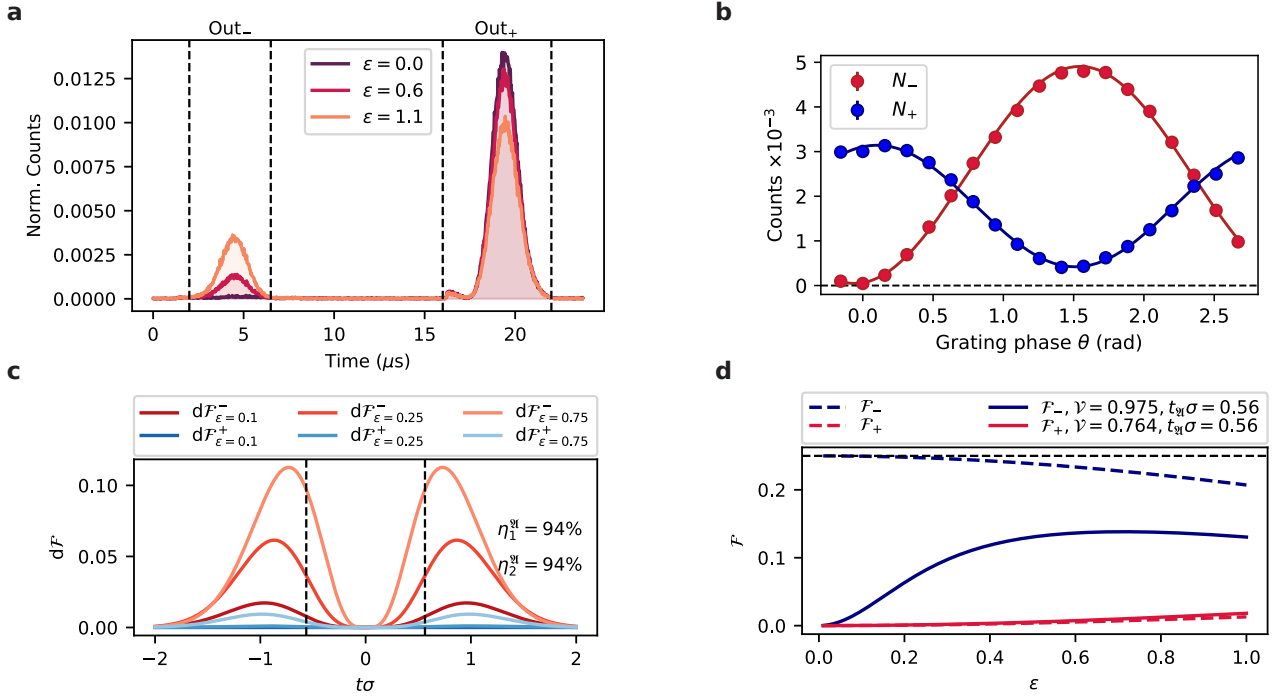 a
Out₋ Out₊
ε = 0.0
ε = 0.6
ε = 1.1
Norm. Counts
0.0125
0.0100
0.0075
0.0050
0.0025
0.0000
0 5 10 15 20
Time (μs)
b
N₋
N₊
Counts ×10⁻³
5
4
3
2
1
0
0.0 0.5 1.0 1.5 2.0 2.5
Grating phase θ (rad)
c
dℱ⁻ε=0.1 dℱ⁻ε=0.25 dℱ⁻ε=0.75
dℱ⁺ε=0.1 dℱ⁺ε=0.25 dℱ⁺ε=0.75
dℱ
0.10
0.05
0.00
η₁^𝔄 = 94%
η₂^𝔄 = 94%
−2 −1 0 1 2
tσ
d
ℱ₋ ℱ₋, 𝒱 = 0.975, t_𝔄σ = 0.56
ℱ₊ ℱ₊, 𝒱 = 0.764, t_𝔄σ = 0.56
ℱ
0.2
0.1
0.0
0.0 0.2 0.4 0.6 0.8 1.0
ε